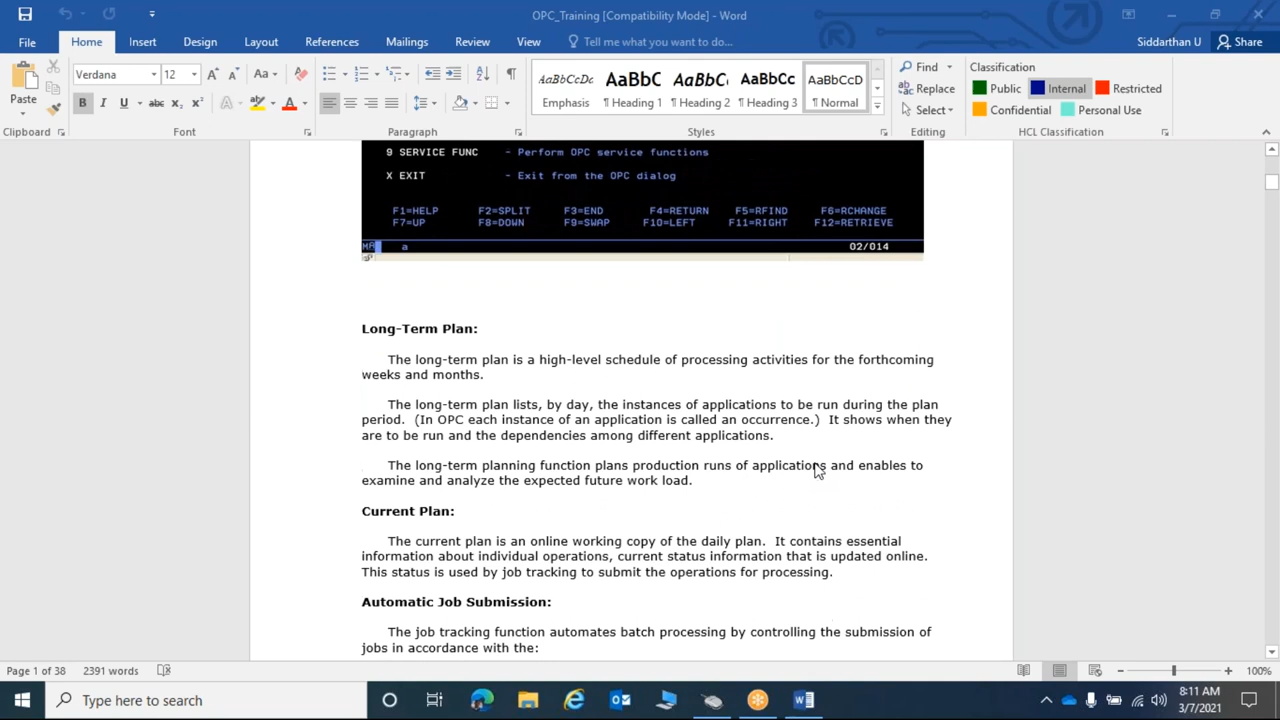 OPC_Training [Compatibility Mode] - Word
File Home Insert Design Layout References Mailings Review View Tell me what you want to do... Siddarthan U Share
Verdana 12 Aa AaBbCcDc AaBbC AaBbC AaBbCc AaBbCcD Find Classification
Paste Replace Public Internal Restricted
B I U abc x₂ x² A A Emphasis ¶ Heading 1 ¶ Heading 2 ¶ Heading 3 ¶ Normal Select Confidential Personal Use
Clipboard Font Paragraph Styles Editing HCL Classification
9 SERVICE FUNC - Perform OPC service functions
X EXIT - Exit from the OPC dialog
F1=HELP F2=SPLIT F3=END F4=RETURN F5=RFIND F6=RCHANGE
F7=UP F8=DOWN F9=SWAP F10=LEFT F11=RIGHT F12=RETRIEVE
a 02/014
Long-Term Plan:
The long-term plan is a high-level schedule of processing activities for the forthcoming
weeks and months.
The long-term plan lists, by day, the instances of applications to be run during the plan
period. (In OPC each instance of an application is called an occurrence.) It shows when they
are to be run and the dependencies among different applications.
The long-term planning function plans production runs of applications and enables to
examine and analyze the expected future work load.
Current Plan:
The current plan is an online working copy of the daily plan. It contains essential
information about individual operations, current status information that is updated online.
This status is used by job tracking to submit the operations for processing.
Automatic Job Submission:
The job tracking function automates batch processing by controlling the submission of
jobs in accordance with the:
Page 1 of 38 2391 words 100%
Type here to search 8:11 AM
3/7/2021